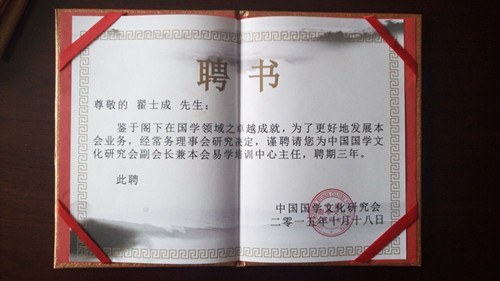 聘书
尊敬的 翟士成 先生：
鉴于阁下在国学领域之卓越成就，为了更好地发展本
会业务，经常务理事会研究决定，谨聘请您为中国国学文
化研究会副会长兼本会易学培训中心主任，聘期三年。
此聘
中国国学文化研究会
二零一五年十月十八日